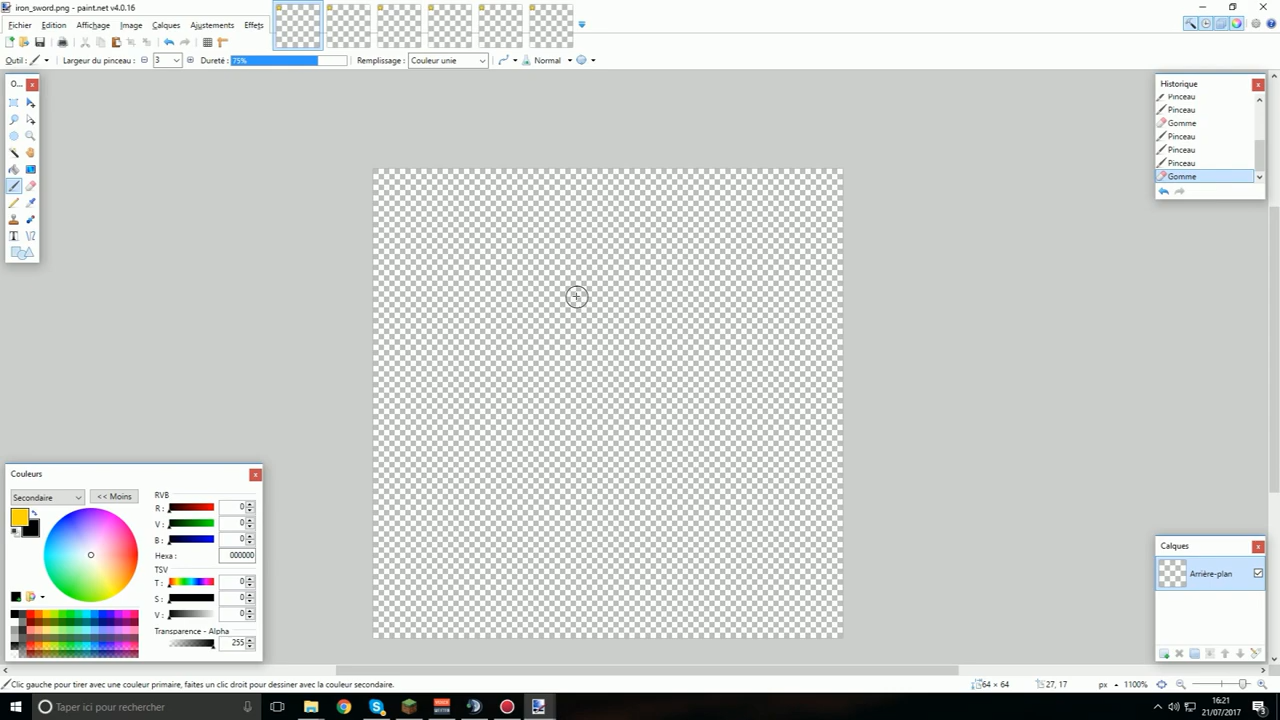 iron_sword.png - paint.net v4.0.16
Fichier Edition Affichage Image Calques Ajustements Effets
Outil : Largeur du pinceau : 3 Dureté : 75% Remplissage : Couleur unie Normal
O...
Historique
Pinceau
Pinceau
Gomme
Pinceau
Pinceau
Pinceau
Gomme
Couleurs
Secondaire << Moins
RVB
R : 0
V : 0
B : 0
Hexa : 000000
TSV
T : 0
S : 0
V : 0
Transparence - Alpha
255
Calques
Arrière-plan
Clic gauche pour tirer avec une couleur primaire, faites un clic droit pour dessiner avec la couleur secondaire. 64 × 64 27, 17 px 1100%
Taper ici pour rechercher
16:21
21/07/2017
3